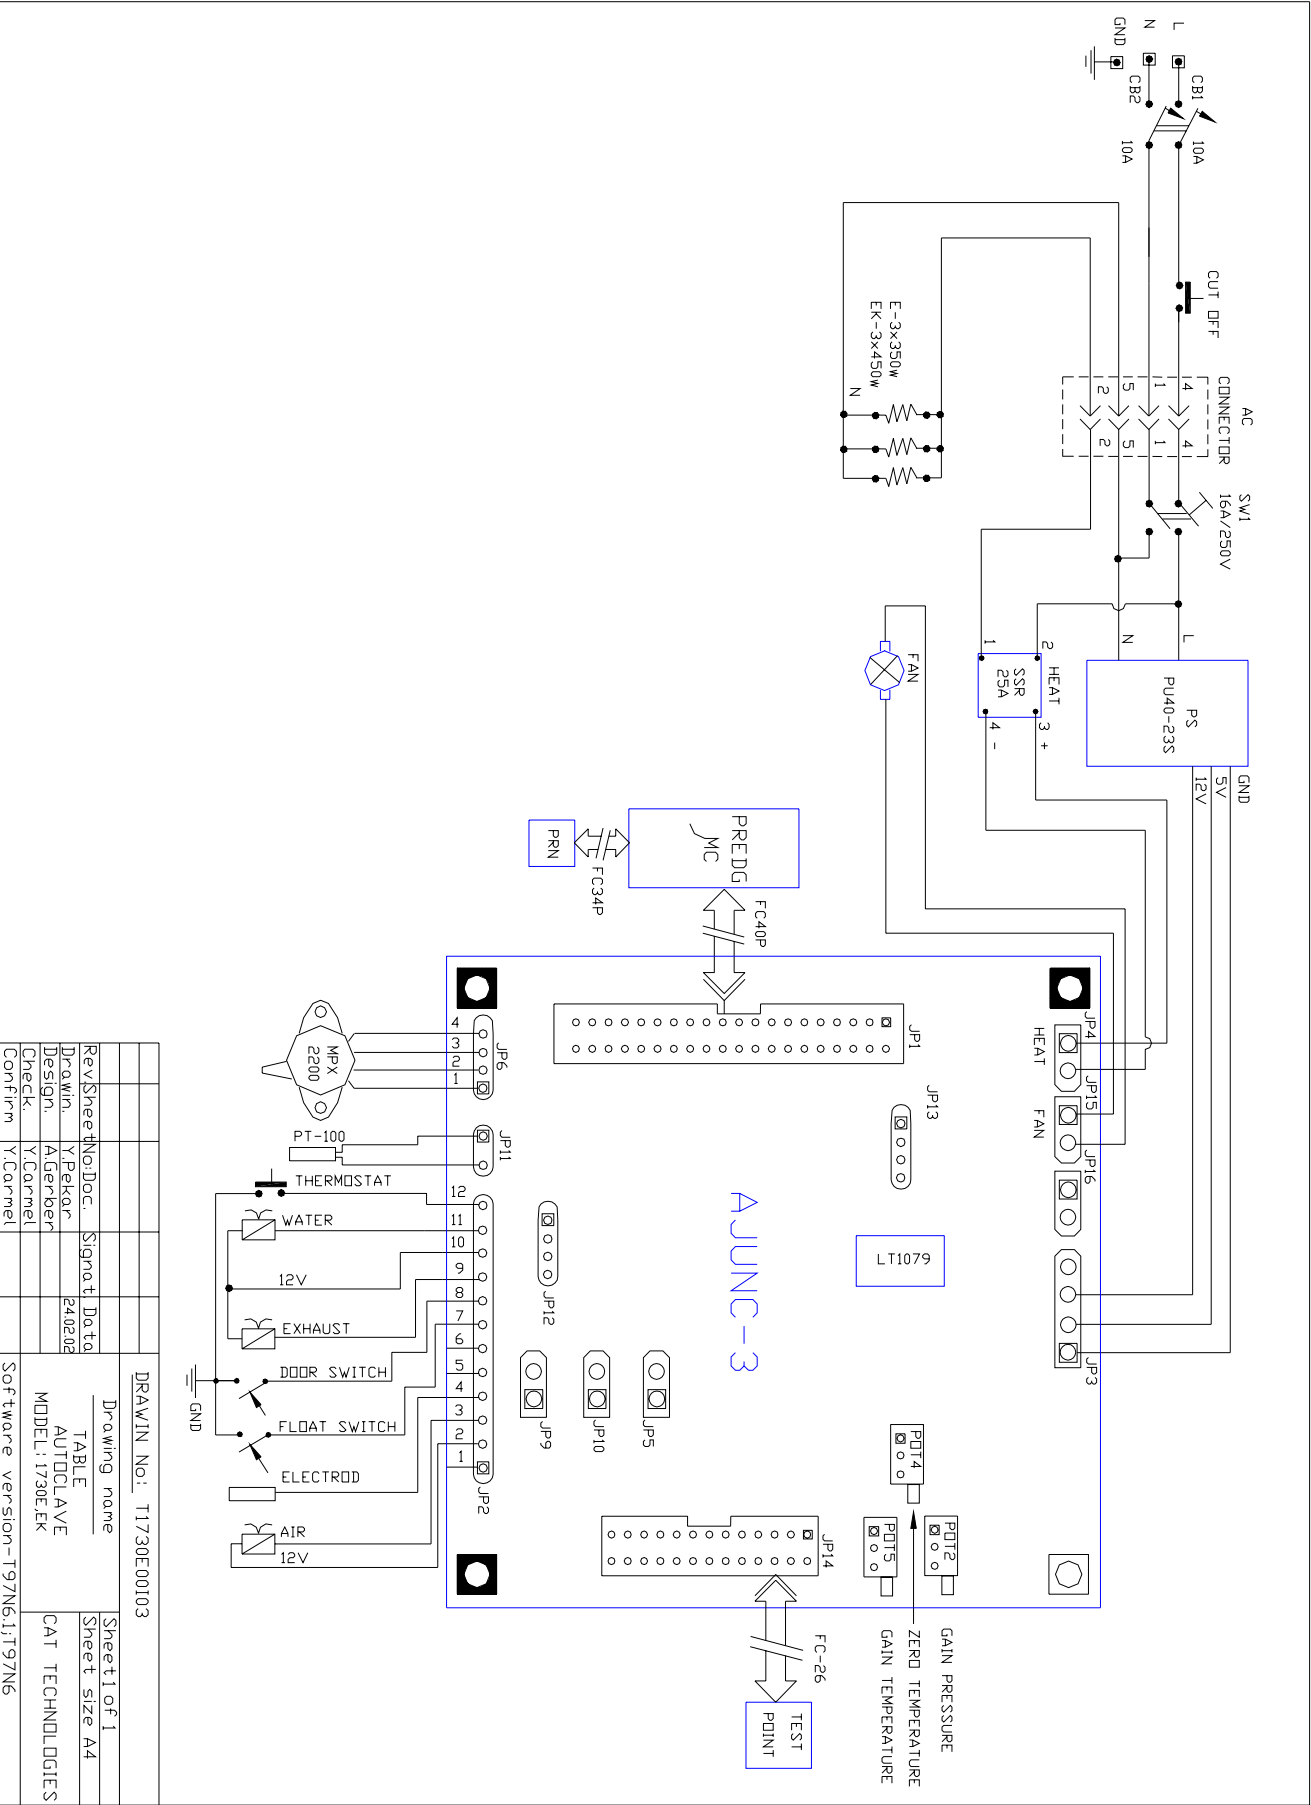 L
N
GND
CB1
CB2
10A
10A
CUT OFF
AC
CONNECTOR
4
1
5
2
4
1
5
2
SW1
16A/250V
E-3x350w
EK-3x450w
N
L
N
PS
PU40-23S
GND
5V
12V
HEAT
SSR
25A
2
1
3 +
4 -
FAN
PREDG
MC
PRN
FC34P
FC40P
JP4
HEAT
JP15
FAN
JP16
JP3
JP1
JP13
LT1079
AJUNC-3
JP6
4
3
2
1
MPX
2200
JP11
PT-100
JP12
JP9
JP10
JP5
JP2
12
11
10
9
8
7
6
5
4
3
2
1
THERMOSTAT
WATER
12V
EXHAUST
DOOR SWITCH
FLOAT SWITCH
GND
ELECTROD
AIR
12V
POT4
POT5
POT2
JP14
GAIN PRESSURE
ZERO TEMPERATURE
GAIN TEMPERATURE
FC-26
TEST
POINT
DRAWIN No: T1730E00I03
Drawing name
TABLE
AUTOCLAVE
MODEL: 1730E,EK
Sheet 1 of 1
Sheet size A4
CAT TECHNOLOGIES
Software version-T97N6.1;T97N6
Rev. Sheet No: Doc. Signat. Data
Drawin. Y.Pekar 24.02.02
Design. A.Gerber
Check. Y.Carmel
Confirm Y.Carmel